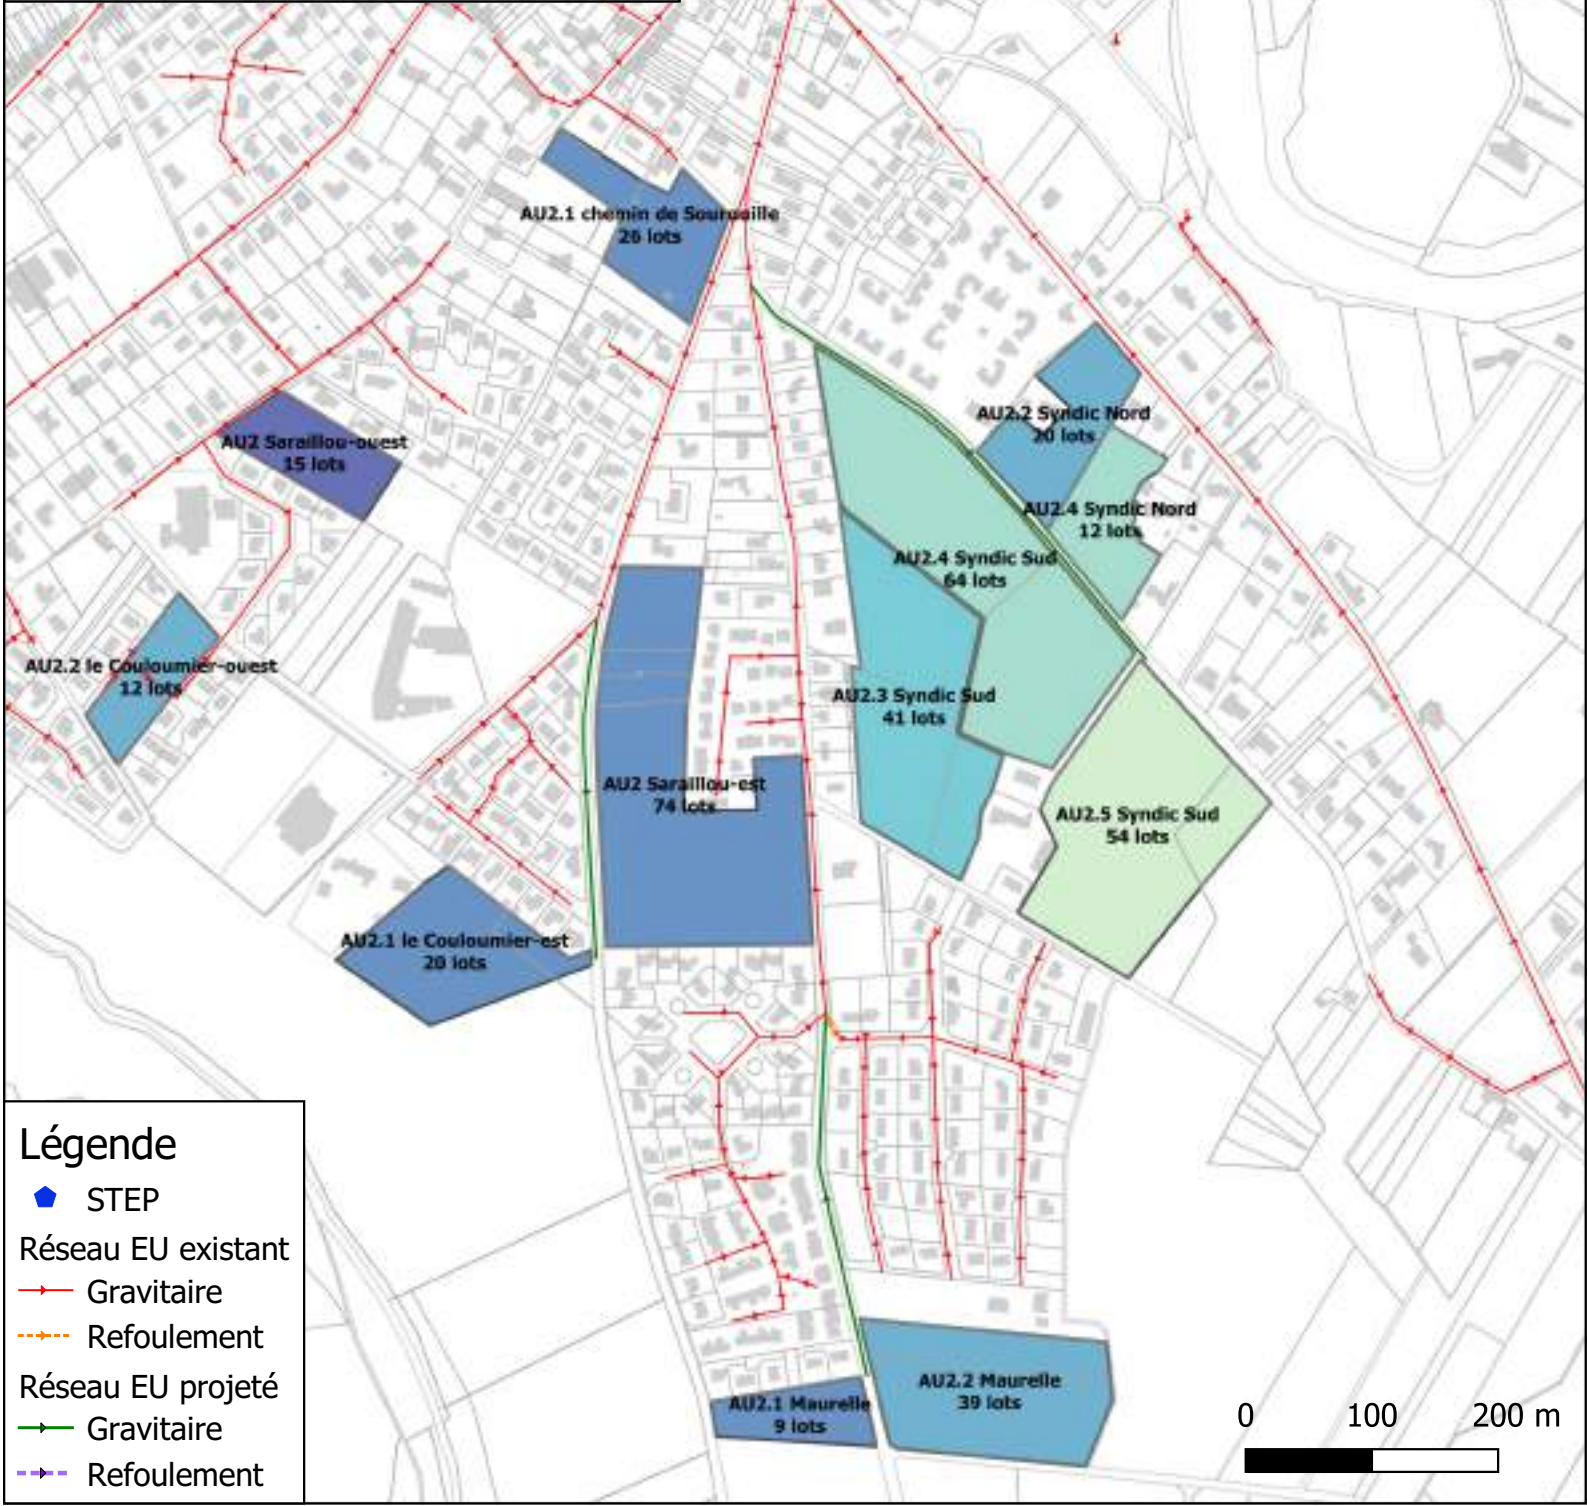 AU2.1 chemin de Sourouille
26 lots
AU2.2 Syndic Nord
20 lots
AU2 Saraillou-ouest
15 lots
AU2.4 Syndic Nord
12 lots
AU2.4 Syndic Sud
64 lots
AU2.2 le Couloumier-ouest
12 lots
AU2.3 Syndic Sud
41 lots
AU2 Saraillou-est
74 lots
AU2.5 Syndic Sud
54 lots
AU2.1 le Couloumier-est
20 lots
AU2.2 Maurelle
39 lots
AU2.1 Maurelle
9 lots
Légende
STEP
Réseau EU existant
Gravitaire
Refoulement
Réseau EU projeté
Gravitaire
Refoulement
0 100 200 m